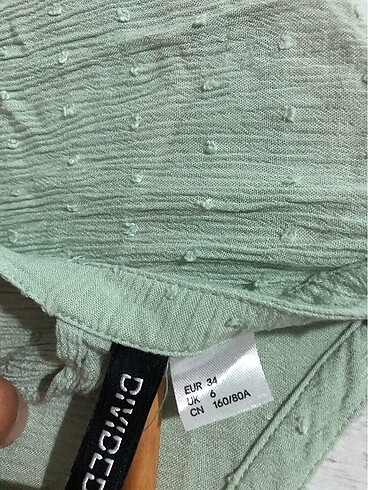 DIVIDED
EUR 34
UK 6
CN 160/80A